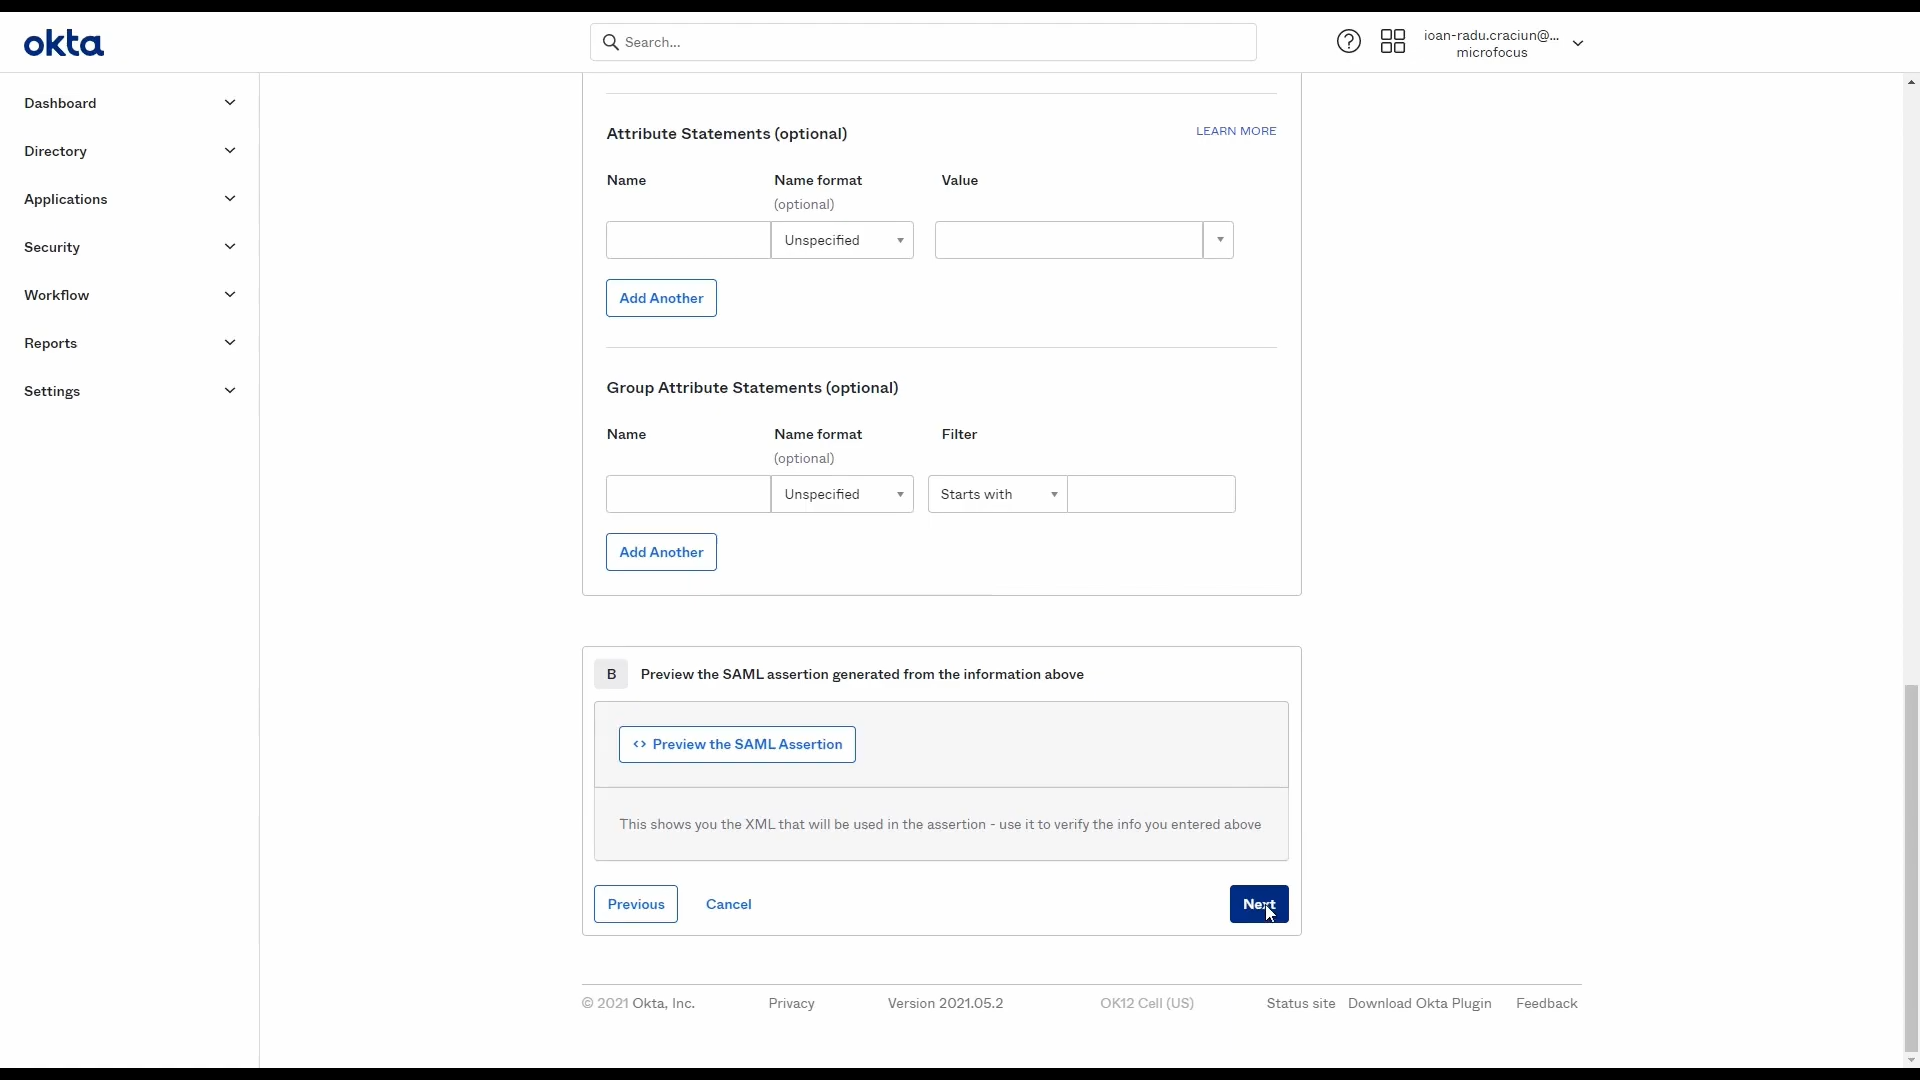 okta
Search...
ioan-radu.craciun@...
microfocus
Dashboard
Directory
Applications
Security
Workflow
Reports
Settings
Attribute Statements (optional)
LEARN MORE
Name
Name format
(optional)
Value
Unspecified
Add Another
Group Attribute Statements (optional)
Name
Name format
(optional)
Filter
Unspecified
Starts with
Add Another
B
Preview the SAML assertion generated from the information above
<> Preview the SAML Assertion
This shows you the XML that will be used in the assertion - use it to verify the info you entered above
Previous
Cancel
Next
© 2021 Okta, Inc.
Privacy
Version 2021.05.2
OK12 Cell (US)
Status site
Download Okta Plugin
Feedback